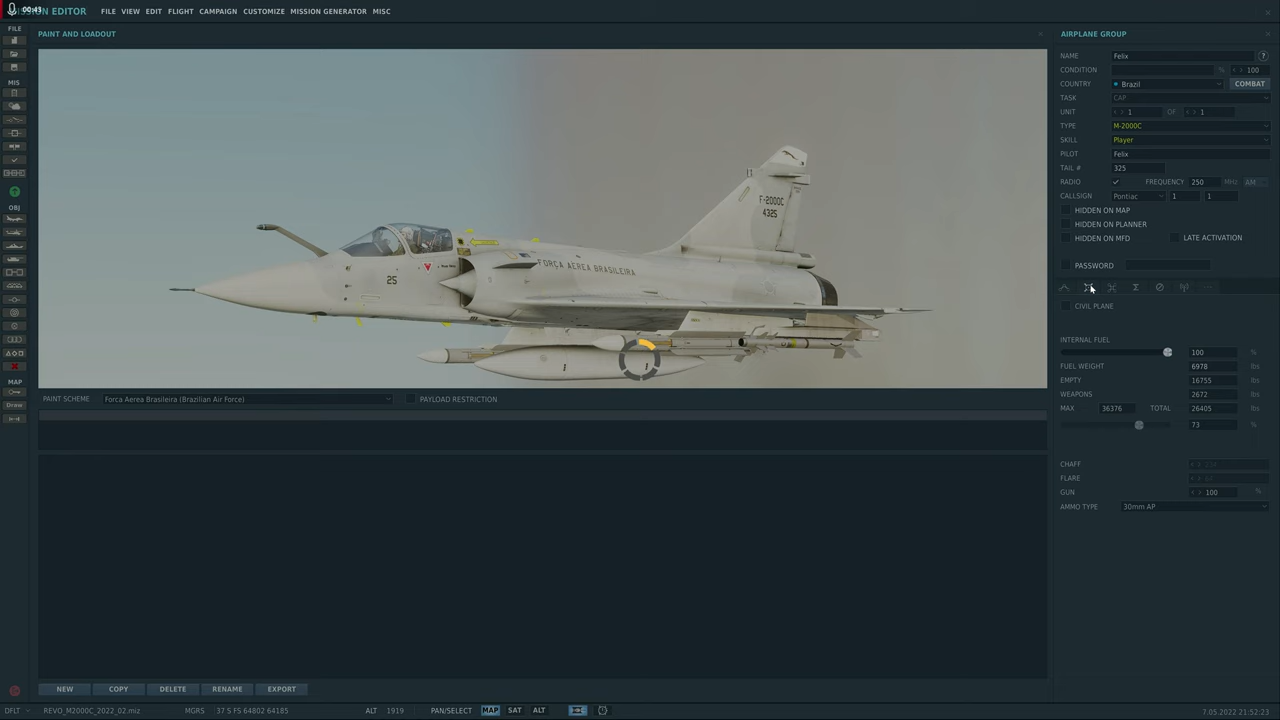 00:43
MISSION EDITOR FILE VIEW EDIT FLIGHT CAMPAIGN CUSTOMIZE MISSION GENERATOR MISC
FILE
MIS
OBJ
MAP
Draw
PAINT AND LOADOUT
F-2000C
4325
FORÇA AEREA BRASILEIRA
25
PAINT SCHEME Forca Aerea Brasileira (Brazilian Air Force) PAYLOAD RESTRICTION
NEW COPY DELETE RENAME EXPORT
AIRPLANE GROUP
NAME Felix ?
CONDITION % 100
COUNTRY Brazil COMBAT
TASK CAP
UNIT 1 OF 1
TYPE M-2000C
SKILL Player
PILOT Felix
TAIL # 325
RADIO FREQUENCY 250 MHz AM
CALLSIGN Pontiac 1 1
HIDDEN ON MAP
HIDDEN ON PLANNER
HIDDEN ON MFD LATE ACTIVATION
PASSWORD
CIVIL PLANE
INTERNAL FUEL
100 %
FUEL WEIGHT 6978 lbs
EMPTY 16755 lbs
WEAPONS 2672 lbs
MAX 36376 TOTAL 26405 lbs
73 %
CHAFF
FLARE
GUN 100 %
AMMO TYPE 30mm AP
DFLT REVO_M2000C_2022_02.miz MGRS 37 S FS 64802 64185 ALT 1919 PAN/SELECT MAP SAT ALT 7.05.2022 21:52:23